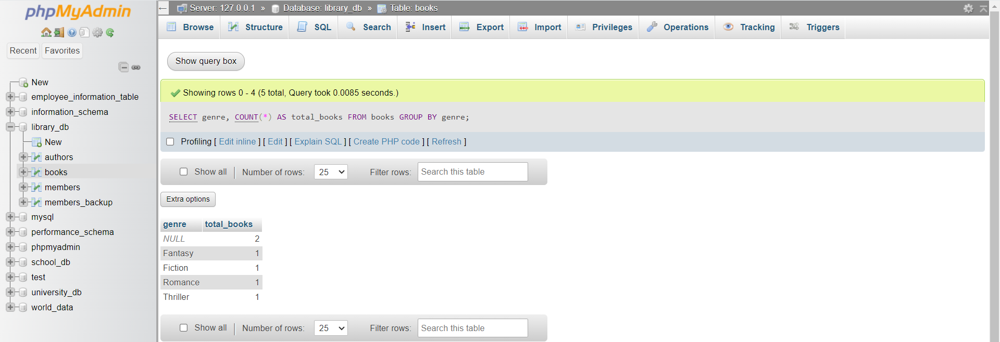 phpMyAdmin
Recent Favorites
New
employee_information_table
information_schema
library_db
New
authors
books
members
members_backup
mysql
performance_schema
phpmyadmin
school_db
test
university_db
world_data
Server: 127.0.0.1 » Database: library_db » Table: books
Browse Structure SQL Search Insert Export Import Privileges Operations Tracking Triggers
Show query box
Showing rows 0 - 4 (5 total, Query took 0.0085 seconds.)
SELECT genre, COUNT(*) AS total_books FROM books GROUP BY genre;
Profiling [ Edit inline ] [ Edit ] [ Explain SQL ] [ Create PHP code ] [ Refresh ]
Show all Number of rows: 25 Filter rows: Search this table
Extra options
genre total_books
NULL 2
Fantasy 1
Fiction 1
Romance 1
Thriller 1
Show all Number of rows: 25 Filter rows: Search this table